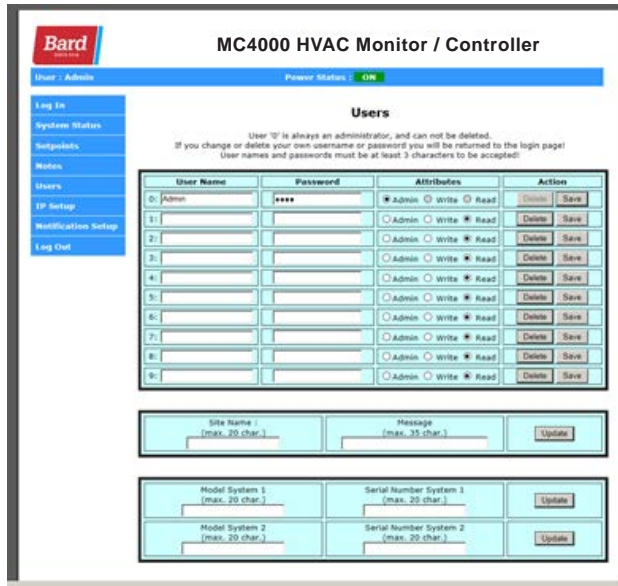 Bard
MC4000 HVAC Monitor / Controller
User : Admin Power Status : ON
Log In
System Status
Setpoints
Notes
Users
IP Setup
Notification Setup
Log Out
Users
User '0' is always an administrator, and can not be deleted.
If you change or delete your own username or password you will be returned to the login page!
User names and passwords must be at least 3 characters to be accepted!
User Name Password Attributes Action
0: Admin •••• Admin Write Read Delete Save
1: Admin Write Read Delete Save
2: Admin Write Read Delete Save
3: Admin Write Read Delete Save
4: Admin Write Read Delete Save
5: Admin Write Read Delete Save
6: Admin Write Read Delete Save
7: Admin Write Read Delete Save
8: Admin Write Read Delete Save
9: Admin Write Read Delete Save
Site Name : Message
(max. 20 char.) (max. 35 char.) Update
Model System 1 Serial Number System 1
(max. 20 char.) (max. 20 char.) Update
Model System 2 Serial Number System 2
(max. 20 char.) (max. 20 char.) Update